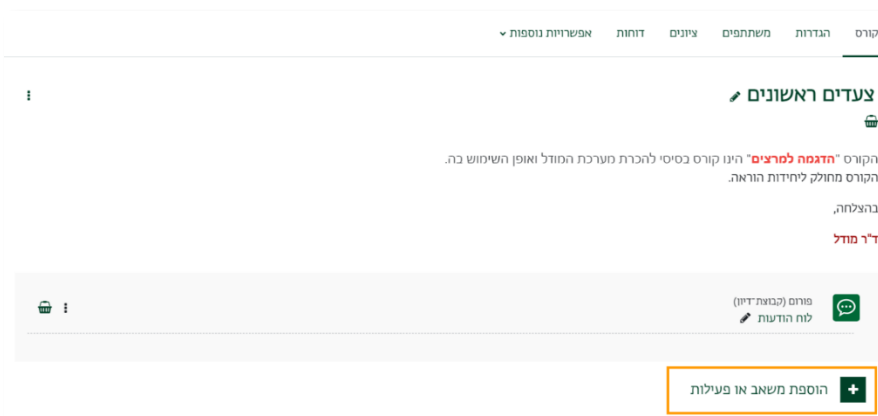 קורס הגדרות משתתפים ציונים דוחות אפשרויות נוספות
צעדים ראשונים
הקורס "הדגמה למרצים" הינו קורס בסיסי להכרת מערכת המודל ואופן השימוש בה.
הקורס מחולק ליחידות הוראה.
בהצלחה,
ד"ר מודל
פורום (קבוצת־דיון)
לוח הודעות
הוספת משאב או פעילות